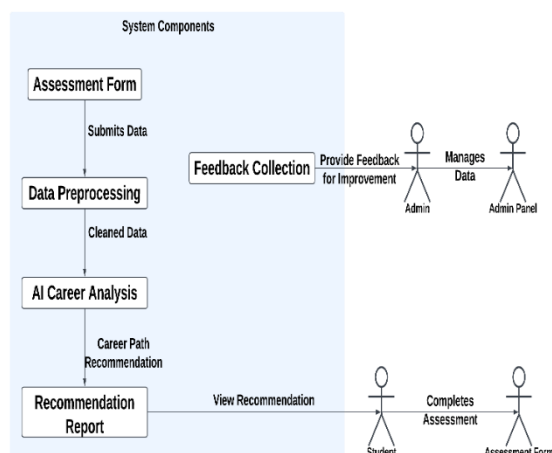 System Components
Assessment Form
Submits Data
Data Preprocessing
Feedback Collection
Provide Feedback
for Improvement
Manages
Data
Admin
Admin Panel
Cleaned Data
AI Career Analysis
Career Path
Recommendation
Recommendation
Report
View Recommendation
Completes
Assessment
Student
Assessment Form